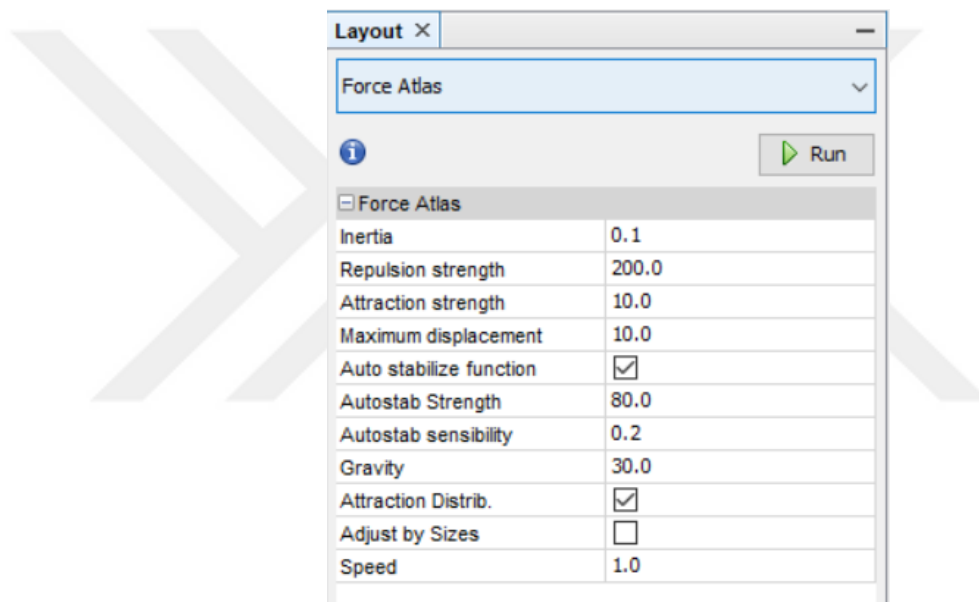 Layout
Force Atlas
Run
Force Atlas
Inertia 0.1
Repulsion strength 200.0
Attraction strength 10.0
Maximum displacement 10.0
Auto stabilize function
Autostab Strength 80.0
Autostab sensibility 0.2
Gravity 30.0
Attraction Distrib.
Adjust by Sizes
Speed 1.0